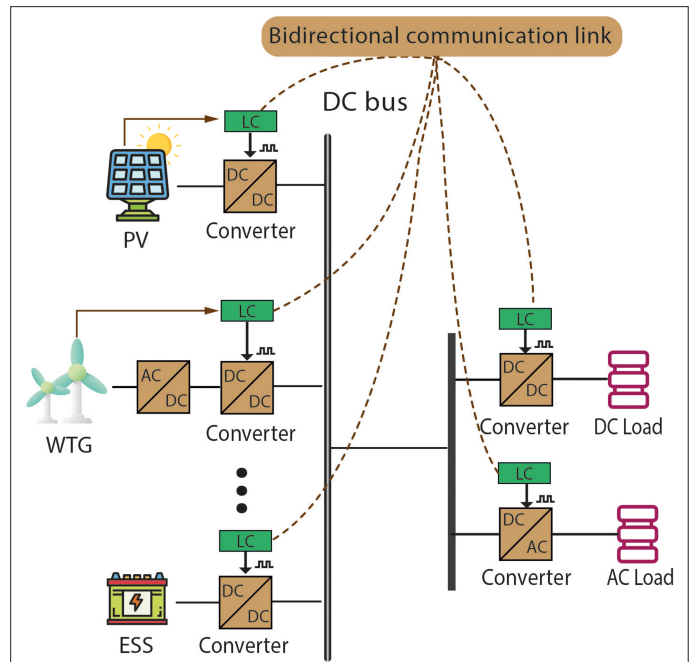 Bidirectional communication link
DC bus
LC
DC
DC
PV
Converter
LC
AC
DC
DC
DC
WTG
Converter
LC
DC
DC
ESS
Converter
LC
DC
DC
Converter
DC Load
LC
DC
AC
Converter
AC Load